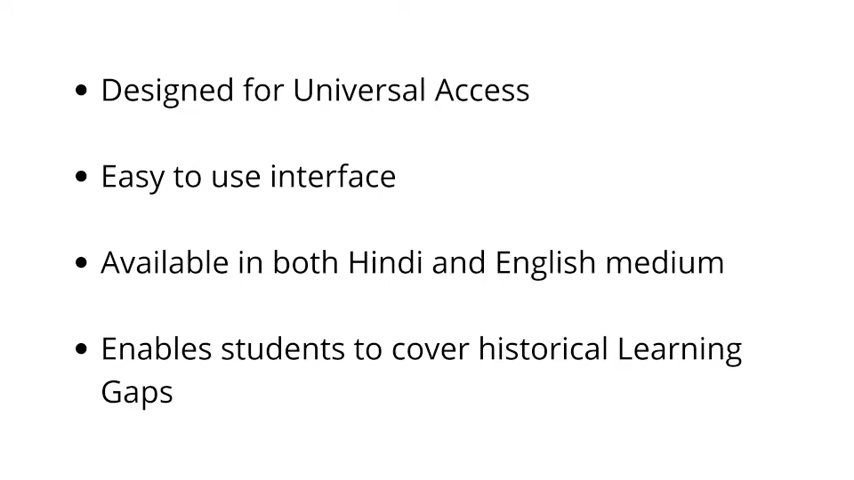 • Designed for Universal Access
• Easy to use interface
• Available in both Hindi and English medium
• Enables students to cover historical Learning
Gaps